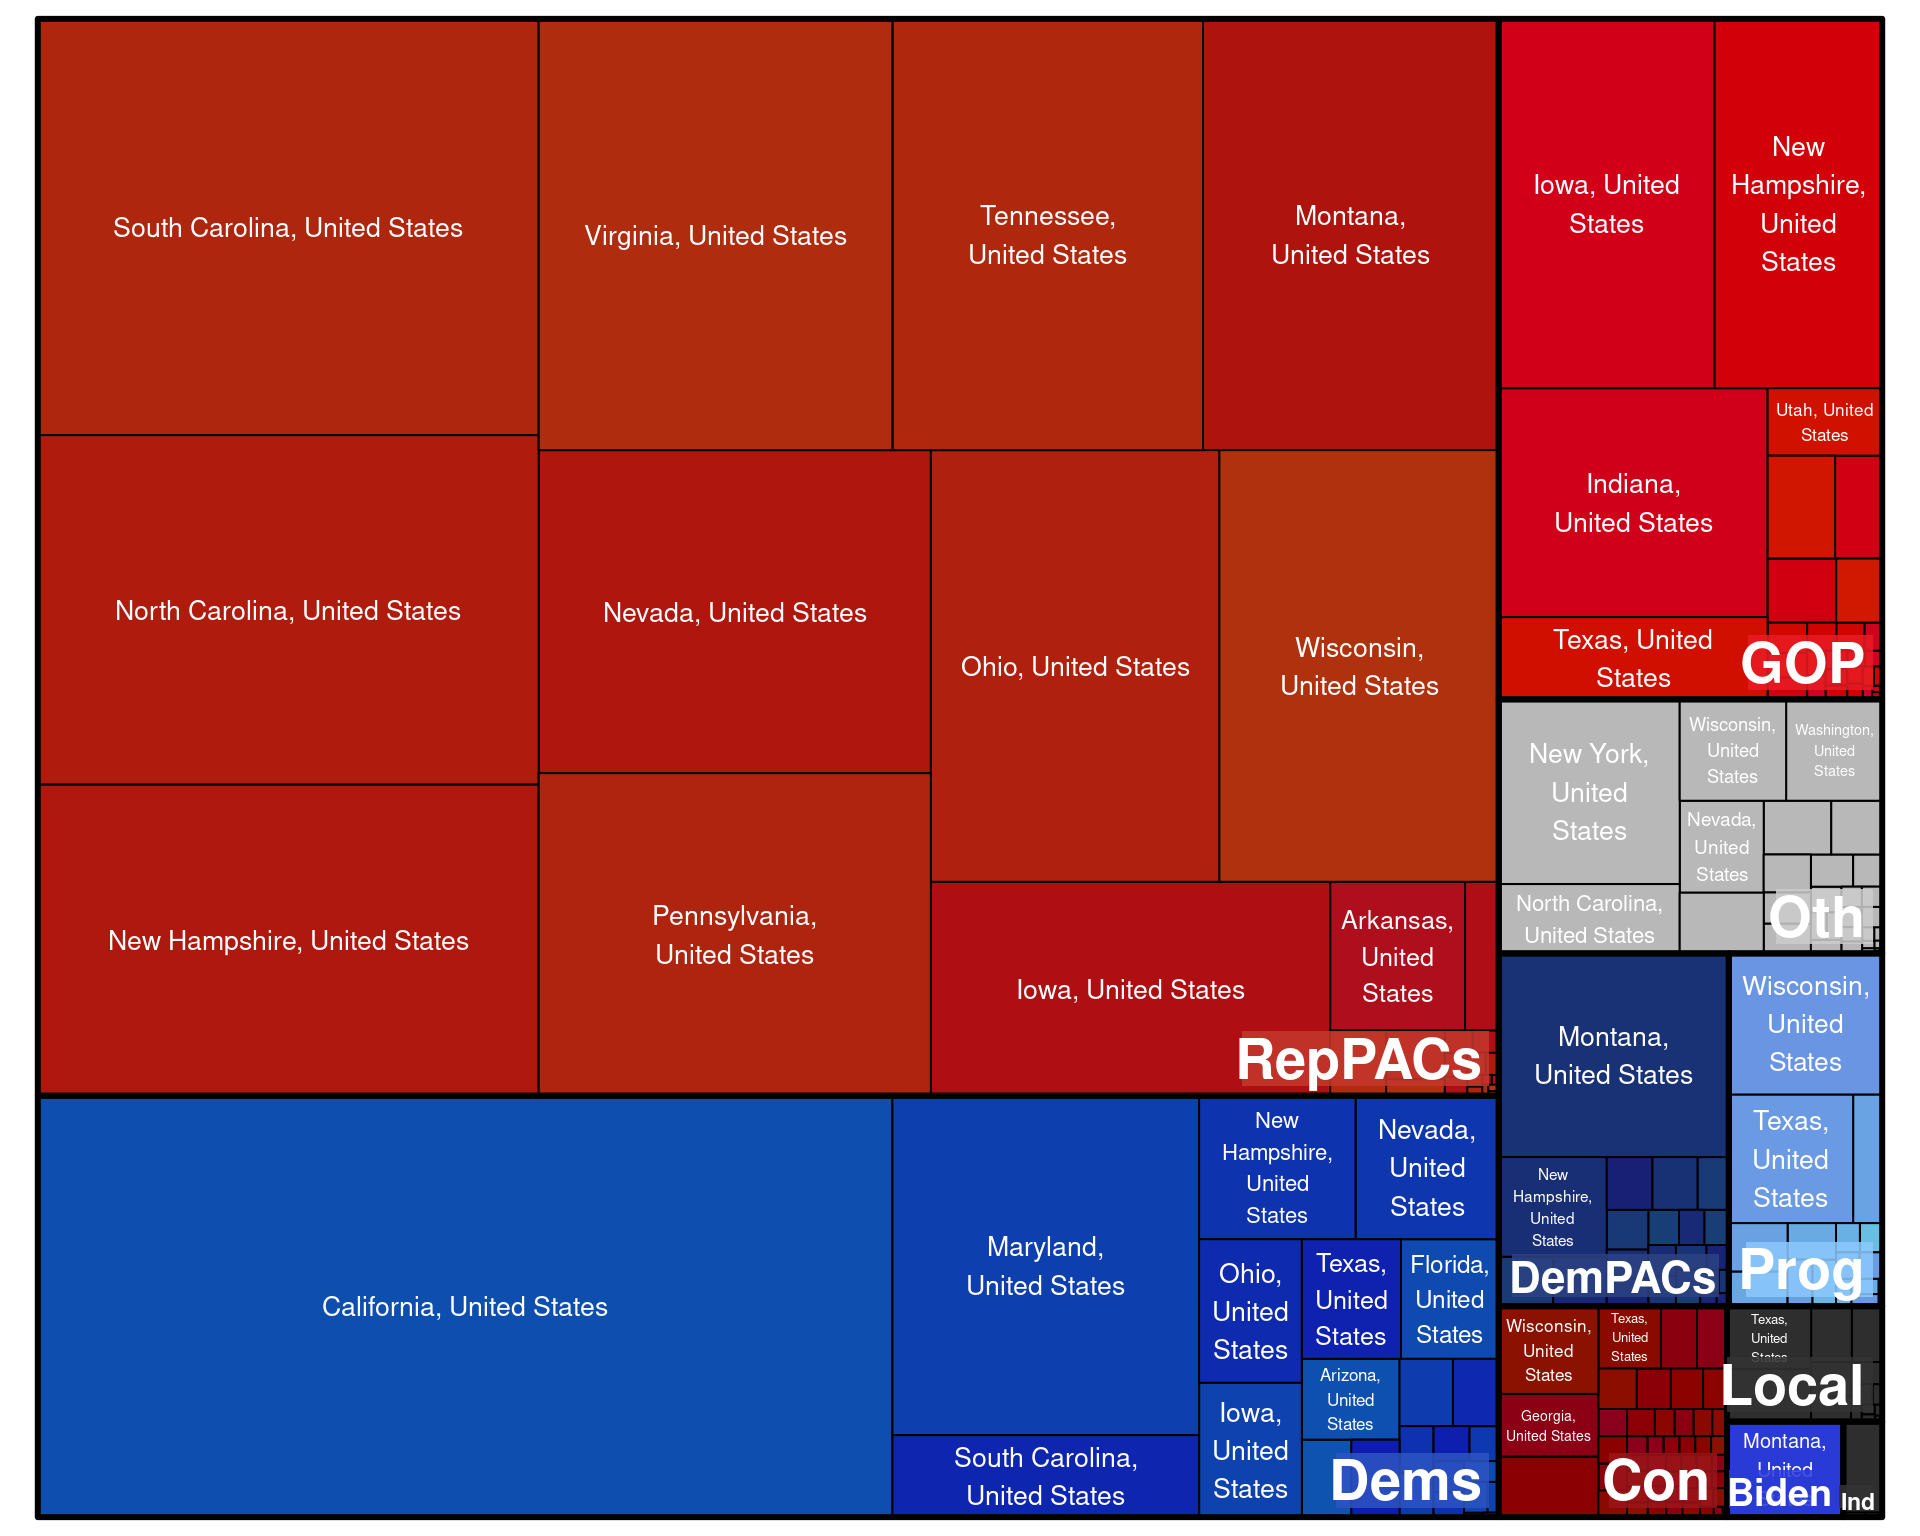 South Carolina, United States
Virginia, United States
Tennessee,
United States
Montana,
United States
North Carolina, United States
Nevada, United States
Ohio, United States
Wisconsin,
United States
New Hampshire, United States
Pennsylvania,
United States
Iowa, United States
Arkansas,
United
States
RepPACs
Iowa, United
States
New
Hampshire,
United
States
Indiana,
United States
Utah, United
States
Texas, United
States
GOP
New York,
United
States
Wisconsin,
United
States
Washington,
United
States
Nevada,
United
States
North Carolina,
United States
Oth
California, United States
Maryland,
United States
South Carolina,
United States
New
Hampshire,
United
States
Nevada,
United
States
Ohio,
United
States
Texas,
United
States
Florida,
United
States
Iowa,
United
States
Arizona,
United
States
Dems
Montana,
United States
New
Hampshire,
United
States
DemPACs
Wisconsin,
United
States
Texas,
United
States
Prog
Wisconsin,
United
States
Texas,
United
States
Georgia,
United States
Con
Texas,
United
States
Local
Montana,
United
Biden
Ind